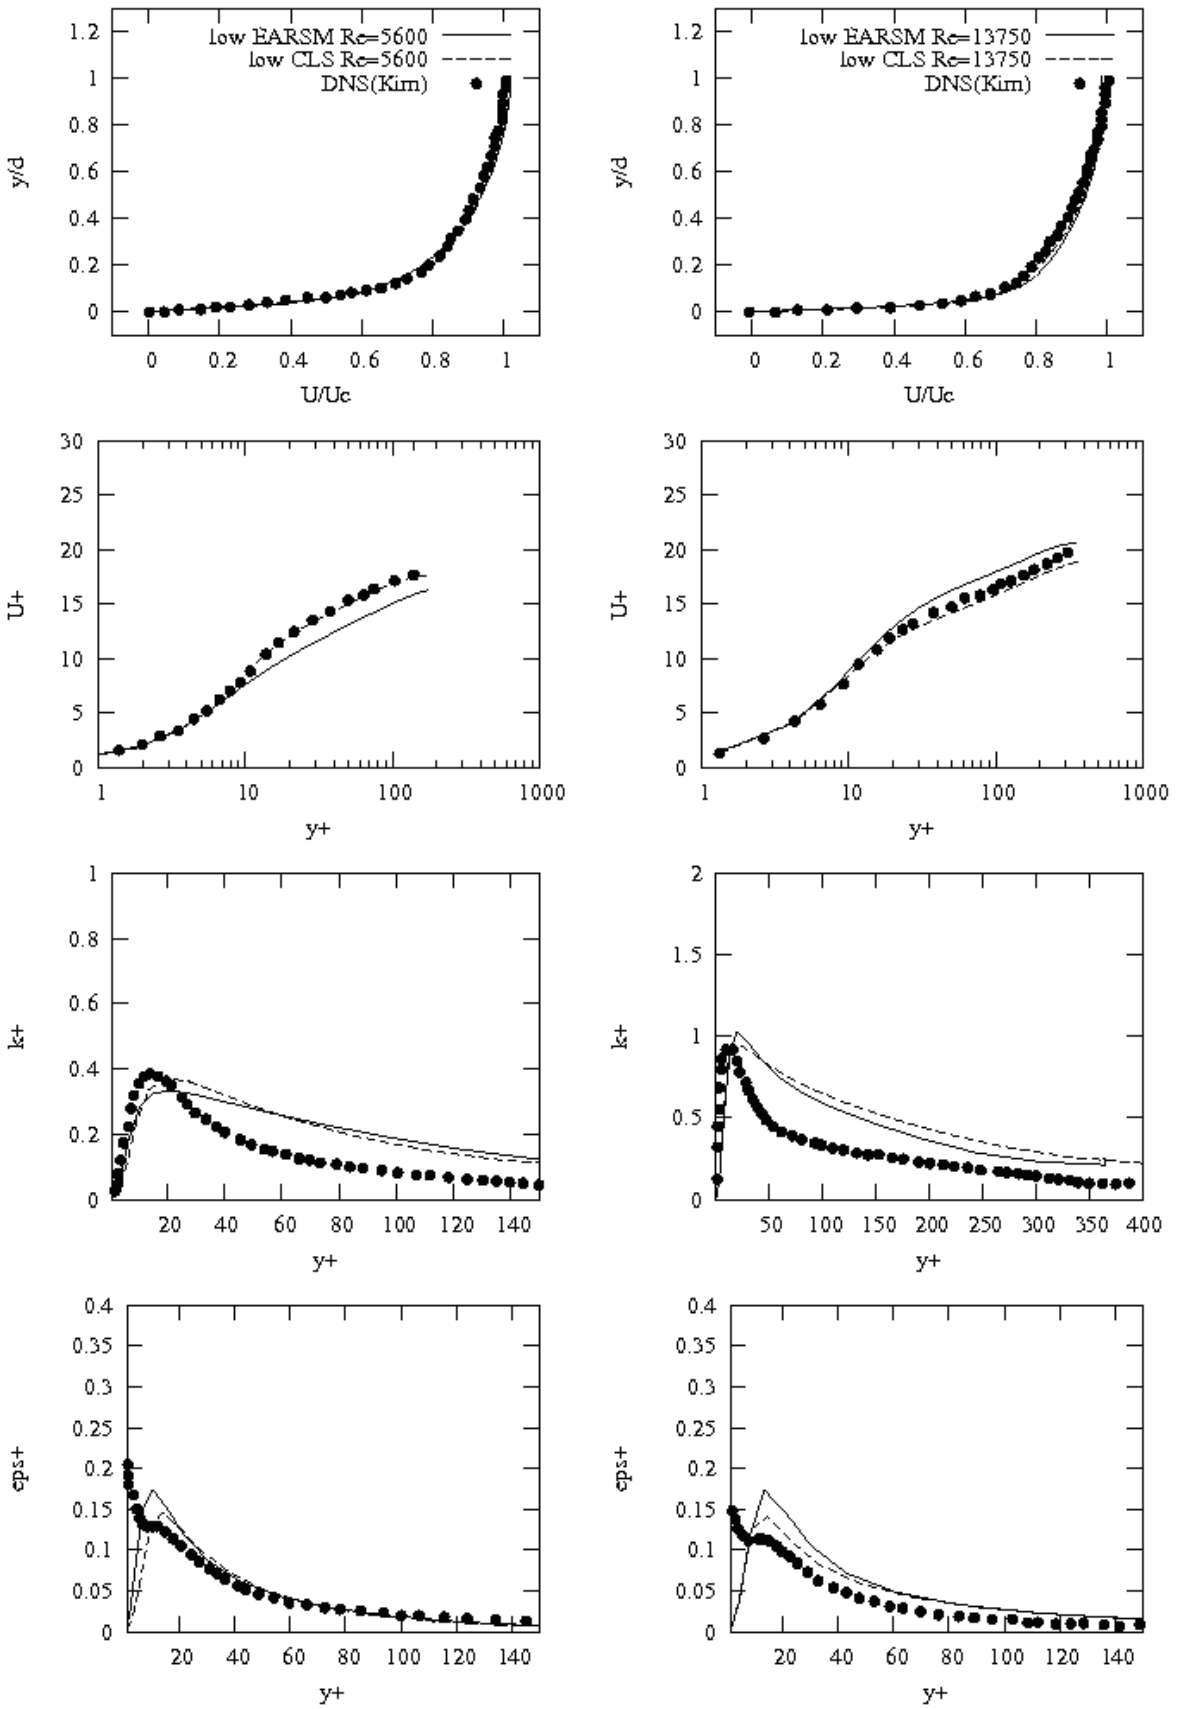 1.2
low EARSM Re=5600
low CLS Re=5600
DNS(Kim)
1
0.8
0.6
0.4
0.2
0
y/d
0 0.2 0.4 0.6 0.8 1
U/Uc
1.2
low EARSM Re=13750
low CLS Re=13750
DNS(Kim)
1
0.8
0.6
0.4
0.2
0
y/d
0 0.2 0.4 0.6 0.8 1
U/Uc
30
25
20
15
10
5
0
U+
1 10 100 1000
y+
30
25
20
15
10
5
0
U+
1 10 100 1000
y+
1
0.8
0.6
0.4
0.2
0
k+
20 40 60 80 100 120 140
y+
2
1.5
1
0.5
0
k+
50 100 150 200 250 300 350 400
y+
0.4
0.35
0.3
0.25
0.2
0.15
0.1
0.05
0
eps+
20 40 60 80 100 120 140
y+
0.4
0.35
0.3
0.25
0.2
0.15
0.1
0.05
0
eps+
20 40 60 80 100 120 140
y+